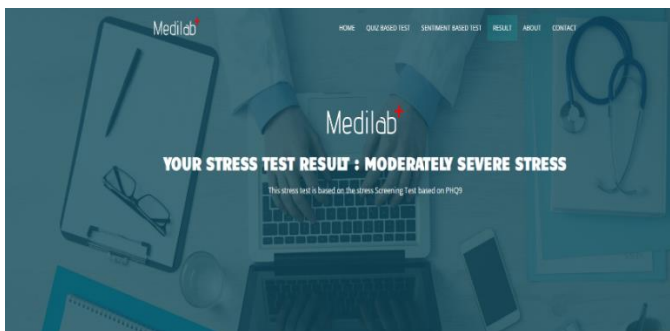 Medilab+
HOME QUIZ BASED TEST SENTIMENT BASED TEST RESULT ABOUT CONTACT
Medilab+
YOUR STRESS TEST RESULT : MODERATELY SEVERE STRESS
This stress test is based on the stress Screening Test based on PHQ9